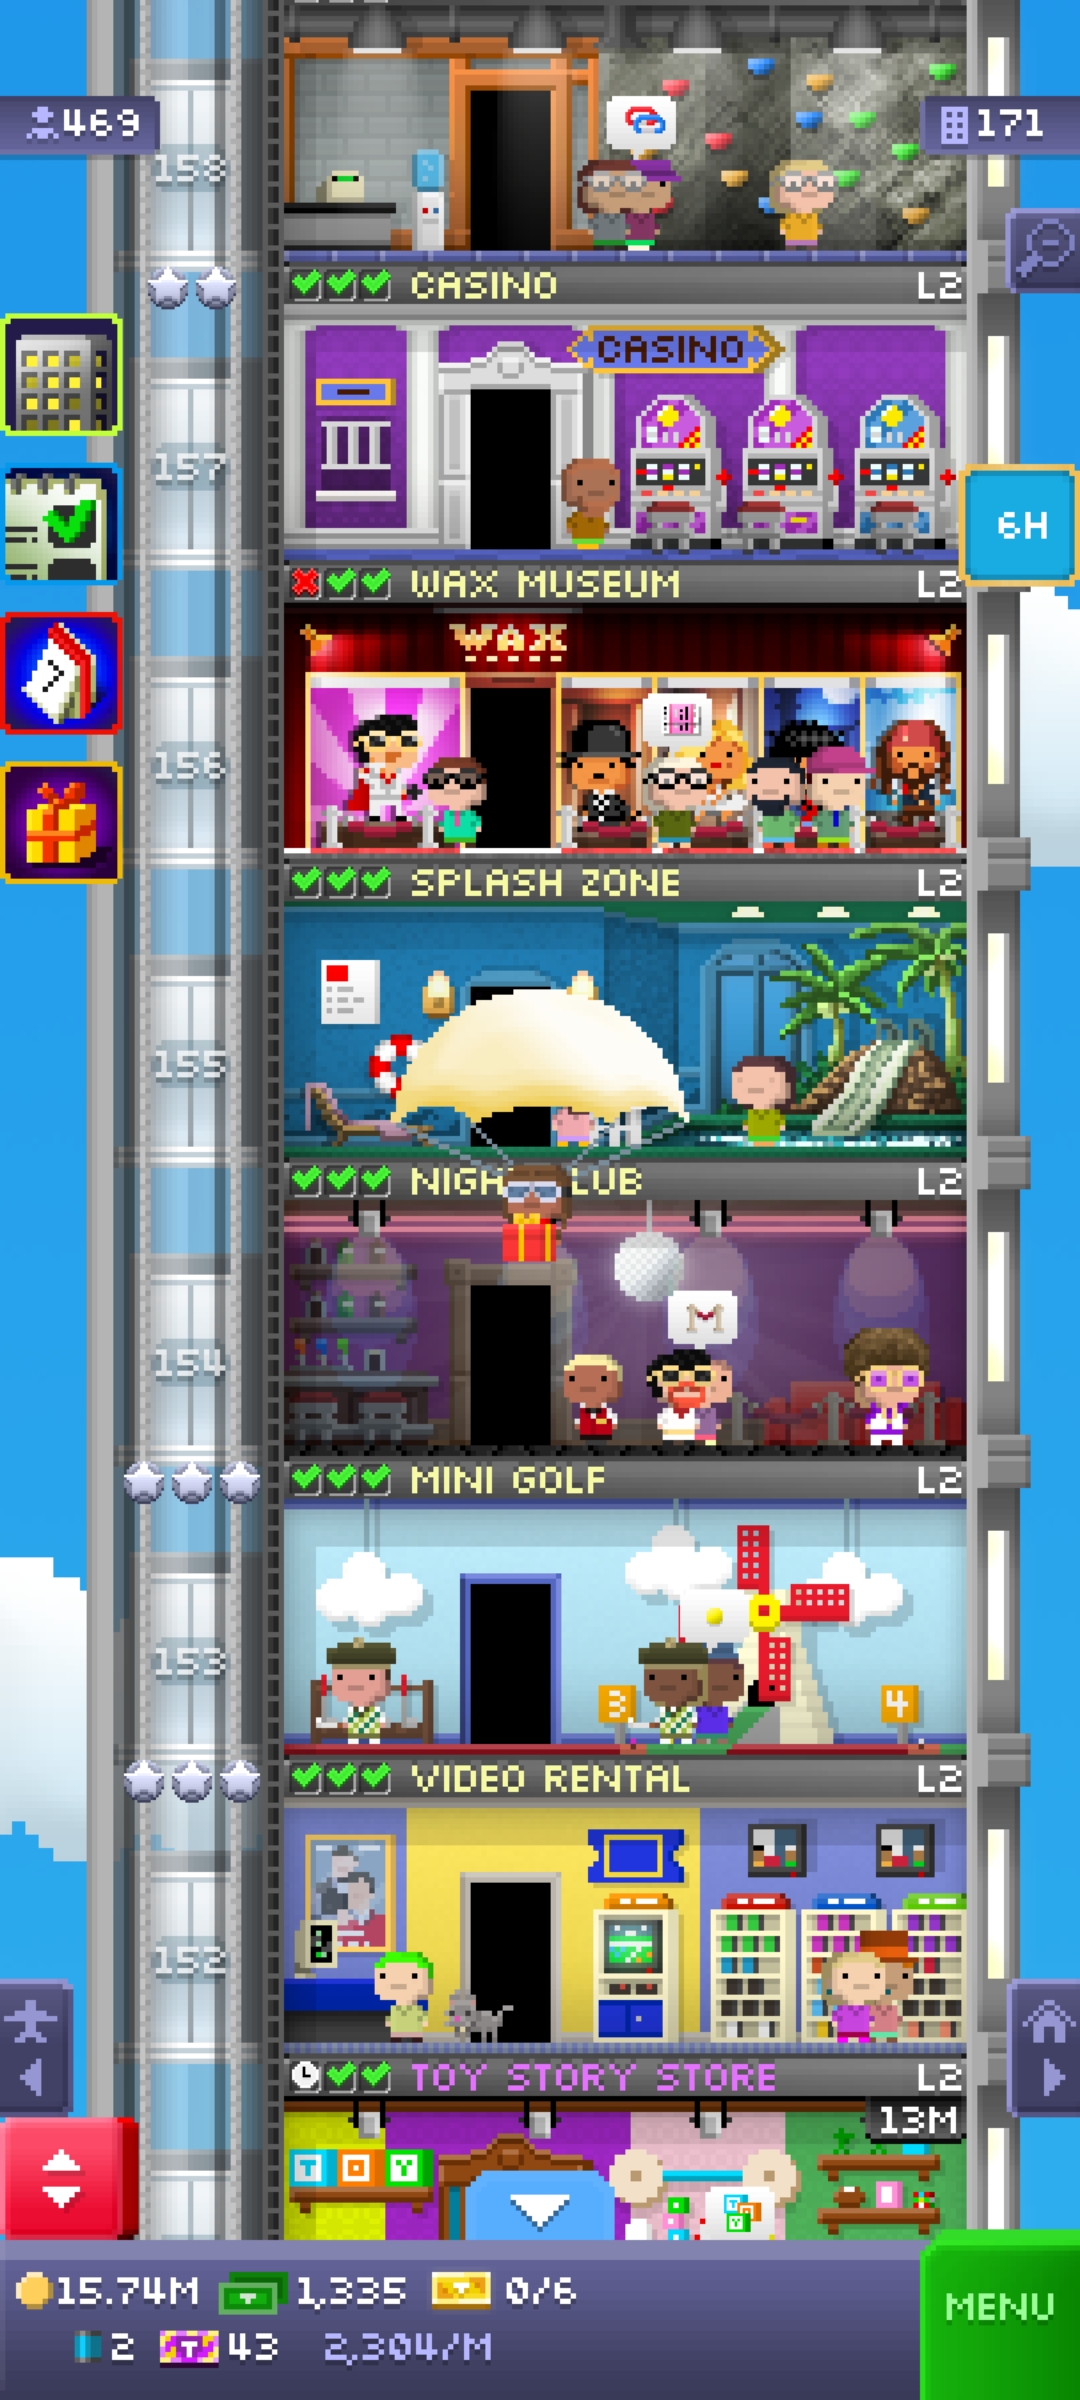 469
171
158
CASINO L2
CASINO
157
6H
WAX MUSEUM L2
WAX
156
SPLASH ZONE L2
155
NIGH LUB L2
154
M
MINI GOLF L2
153
3 4
VIDEO RENTAL L2
152
TOY STORY STORE L2
13M
T O Y
15.74M 1,335 0/6
MENU
2 T 43 2,304/M